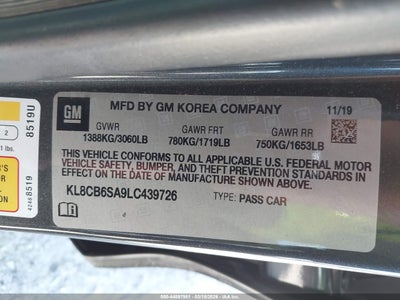 GM
MFD BY GM KOREA COMPANY
11/19
GVWR GAWR FRT GAWR RR
1388KG/3060LB 780KG/1719LB 750KG/1653LB
THIS VEHICLE CONFORMS TO ALL APPLICABLE U.S. FEDERAL MOTOR
VEHICLE SAFETY, BUMPER, AND THEFT PREVENTION STANDARDS IN
EFFECT ON THE DATE OF MANUFACTURE SHOWN ABOVE.
KL8CB6SA9LC439726 TYPE: PASS CAR
8519U
2
4248 8519